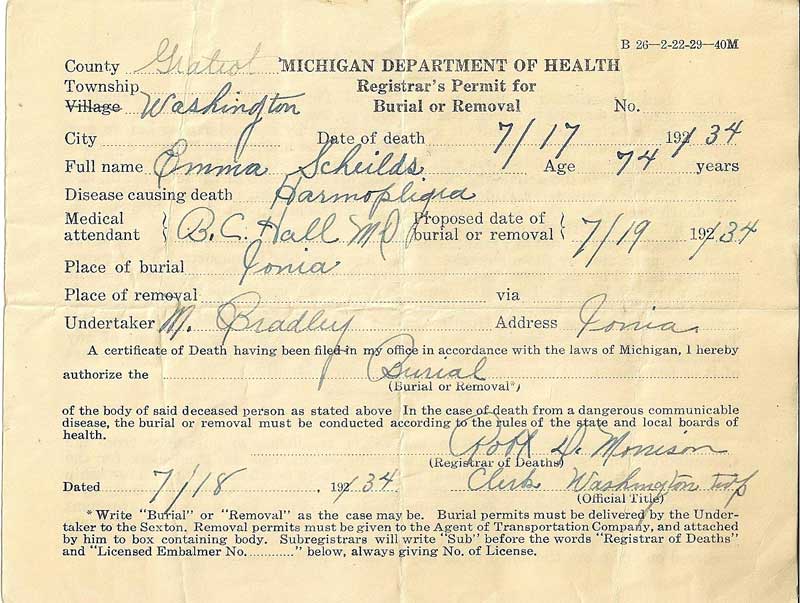 B 26—2-22-29—40M
County Gratiot MICHIGAN DEPARTMENT OF HEALTH
Township Registrar's Permit for
Village Washington Burial or Removal No.
City Date of death 7/17 192/34
Full name Emma Scheilds Age 74 years
Disease causing death Harmopligia
Medical attendant { B. C. Hall MD Proposed date of burial or removal { 7/19 192/34
Place of burial Ionia
Place of removal via
Undertaker M. Bradley Address Ionia.
A certificate of Death having been filed in my office in accordance with the laws of Michigan, I hereby
authorize the Burial
(Burial or Removal*)
of the body of said deceased person as stated above In the case of death from a dangerous communicable
disease, the burial or removal must be conducted according to the rules of the state and local boards of
health.
Robt D. Morrison
(Registrar of Deaths)
Dated 7/18 192/34. Clerk Washington twp
(Official Title)
* Write "Burial" or "Removal" as the case may be. Burial permits must be delivered by the Under-
taker to the Sexton. Removal permits must be given to the Agent of Transportation Company, and attached
by him to box containing body. Subregistrars will write "Sub" before the words "Registrar of Deaths"
and "Licensed Embalmer No. ............" below, always giving No. of License.